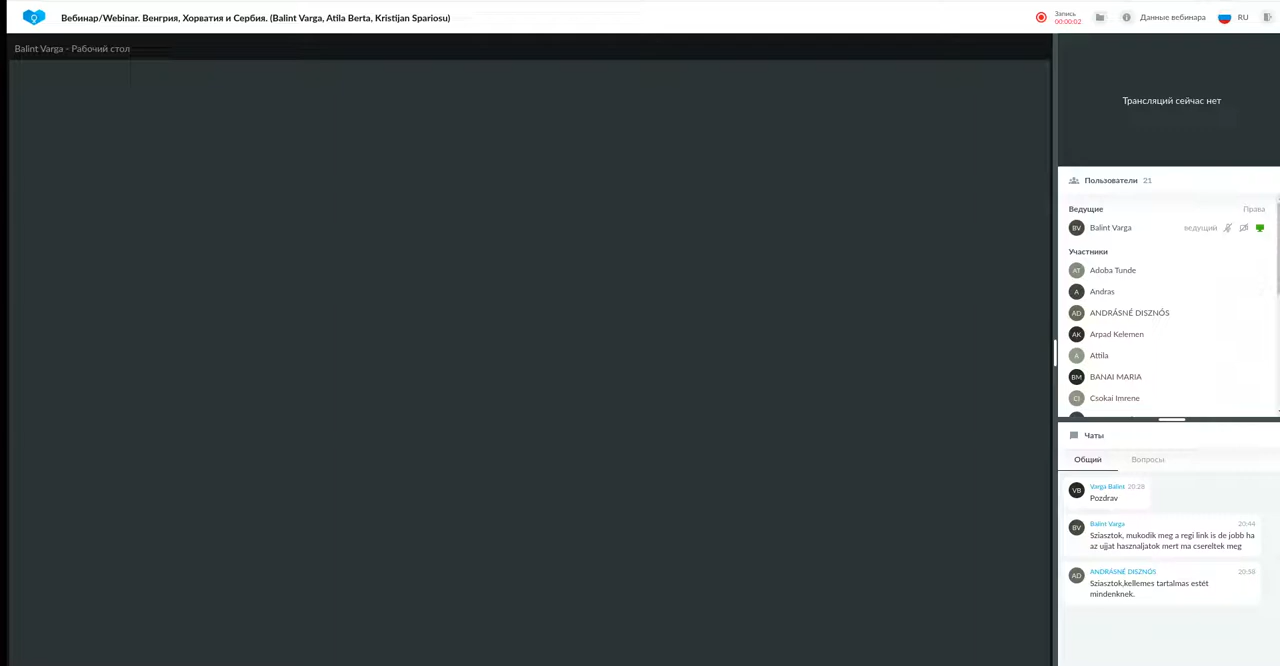 Вебинар/Webinar. Венгрия, Хорватия и Сербия. (Balint Varga, Atila Berta, Kristijan Spariosu)
Запись
00:00:02
Данные вебинара
RU
Balint Varga - Рабочий стол
Трансляций сейчас нет
Пользователи 21
Ведущие Права
BV Balint Varga ведущий
Участники
AT Adoba Tunde
A Andras
AD ANDRÁSNÉ DISZNÓS
AK Arpad Kelemen
A Attila
BM BANAI MARIA
CI Csokai Imrene
Чаты
Общий Вопросы
VB Varga Balint 20:28
Pozdrav
BV Balint Varga 20:44
Sziasztok, mukodik meg a regi link is de jobb ha
az ujjat hasznaljatok mert ma csereltek meg
AD ANDRÁSNÉ DISZNÓS 20:58
Sziasztok,kellemes tartalmas estét
mindenknek.